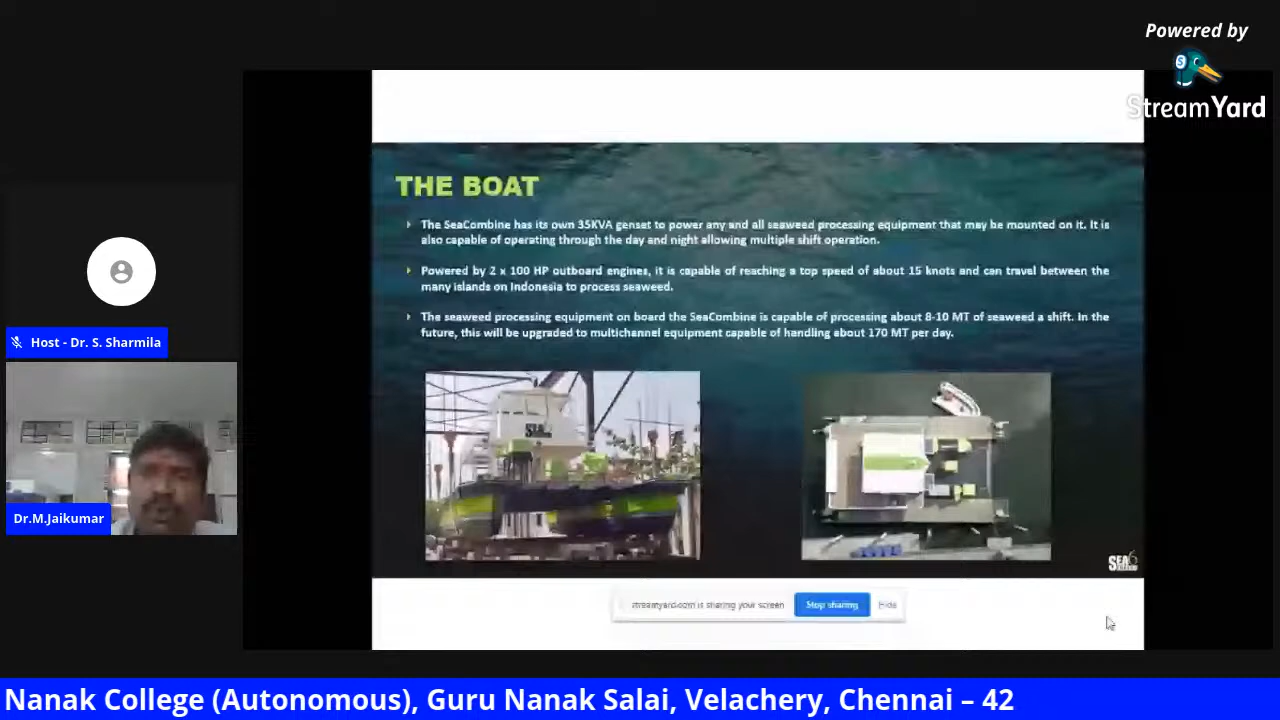 Powered by
StreamYard
THE BOAT
The SeaCombine has its own 35KVA genset to power any and all seaweed processing equipment that may be mounted on it. It is
also capable of operating through the day and night allowing multiple shift operation.
Powered by 2 x 100 HP outboard engines, it is capable of reaching a top speed of about 15 knots and can travel between the
many islands on Indonesia to process seaweed.
The seaweed processing equipment on board the SeaCombine is capable of processing about 8-10 MT of seaweed a shift. In the
future, this will be upgraded to multichannel equipment capable of handling about 170 MT per day.
Host - Dr. S. Sharmila
Dr.M.Jaikumar
SEA
SEA6
streamyard.com is sharing your screen
Stop sharing
Hide
Nanak College (Autonomous), Guru Nanak Salai, Velachery, Chennai – 42